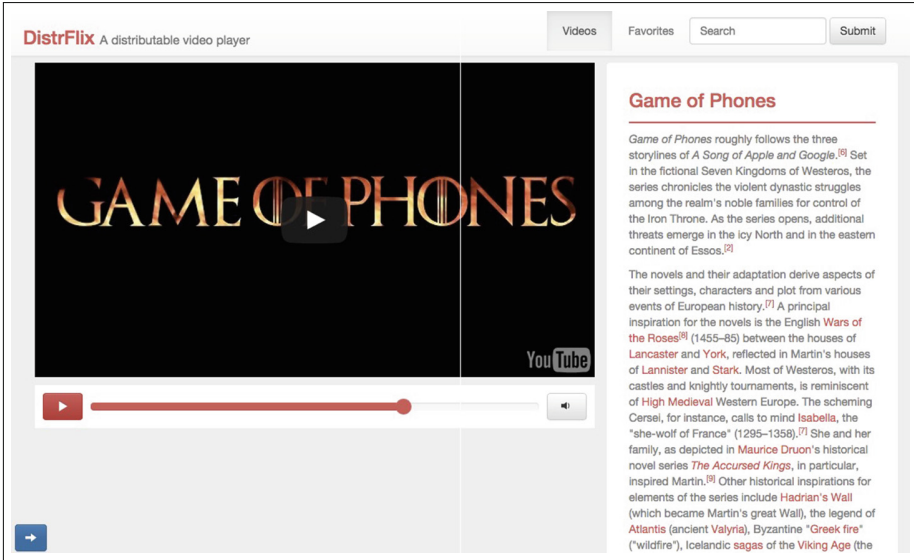 DistrFlix A distributable video player
Videos
Favorites
Search
Submit
GAME OF PHONES
YouTube
Game of Phones
Game of Phones roughly follows the three
storylines of A Song of Apple and Google.[6] Set
in the fictional Seven Kingdoms of Westeros, the
series chronicles the violent dynastic struggles
among the realm's noble families for control of
the Iron Throne. As the series opens, additional
threats emerge in the icy North and in the eastern
continent of Essos.[2]
The novels and their adaptation derive aspects of
their settings, characters and plot from various
events of European history.[7] A principal
inspiration for the novels is the English Wars of
the Roses[8] (1455–85) between the houses of
Lancaster and York, reflected in Martin's houses
of Lannister and Stark. Most of Westeros, with its
castles and knightly tournaments, is reminiscent
of High Medieval Western Europe. The scheming
Cersei, for instance, calls to mind Isabella, the
"she-wolf of France" (1295–1358).[7] She and her
family, as depicted in Maurice Druon's historical
novel series The Accursed Kings, in particular,
inspired Martin.[9] Other historical inspirations for
elements of the series include Hadrian's Wall
(which became Martin's great Wall), the legend of
Atlantis (ancient Valyria), Byzantine "Greek fire"
("wildfire"), Icelandic sagas of the Viking Age (the